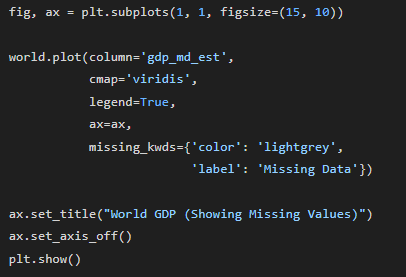 fig, ax = plt.subplots(1, 1, figsize=(15, 10))
world.plot(column='gdp_md_est',
           cmap='viridis',
           legend=True,
           ax=ax,
           missing_kwds={'color': 'lightgrey',
                         'label': 'Missing Data'})
ax.set_title("World GDP (Showing Missing Values)")
ax.set_axis_off()
plt.show()